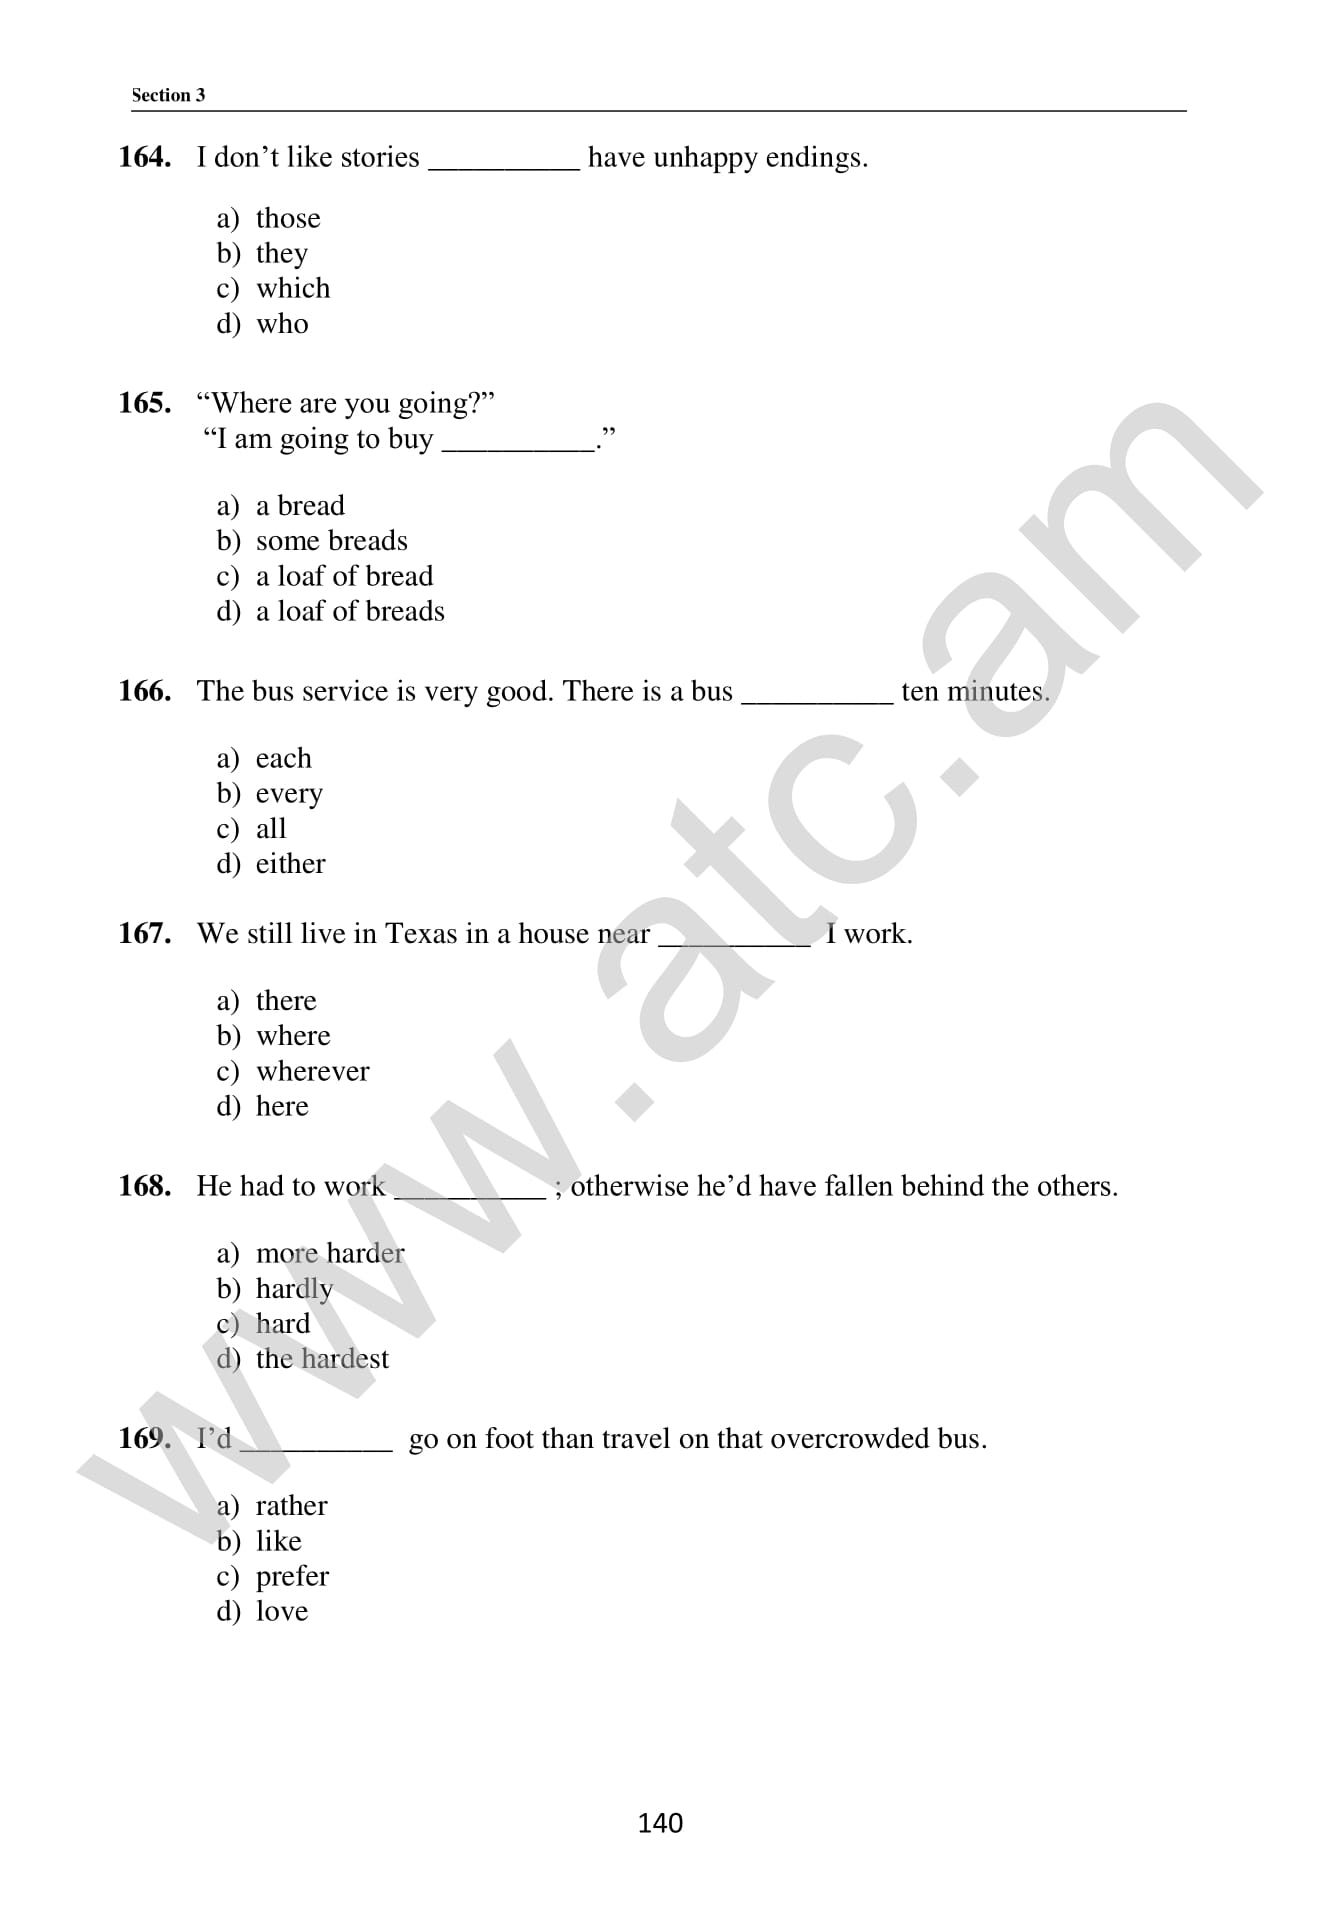 Section 3
164. I don’t like stories __________ have unhappy endings.
a) those
b) they
c) which
d) who
165. “Where are you going?”
“I am going to buy __________.”
a) a bread
b) some breads
c) a loaf of bread
d) a loaf of breads
166. The bus service is very good. There is a bus __________ ten minutes.
a) each
b) every
c) all
d) either
167. We still live in Texas in a house near __________ I work.
a) there
b) where
c) wherever
d) here
168. He had to work __________ ; otherwise he’d have fallen behind the others.
a) more harder
b) hardly
c) hard
d) the hardest
169. I’d __________ go on foot than travel on that overcrowded bus.
a) rather
b) like
c) prefer
d) love
140
www.atc.am